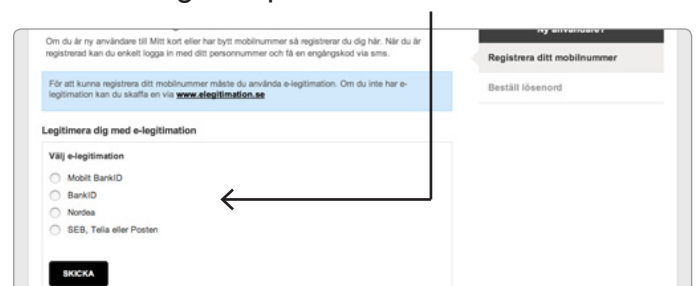 Ny användare?
Om du är ny användare till Mitt kort eller har bytt mobilnummer så registrerar du dig här. När du är
registrerad kan du enkelt logga in med ditt personnummer och få en engångskod via sms.
Registrera ditt mobilnummer
För att kunna registrera ditt mobilnummer måste du använda e-legitimation. Om du inte har e-
legitimation kan du skaffa en via www.elegitimation.se
Beställ lösenord
Legitimera dig med e-legitimation
Välj e-legitimation
Mobilt BankID
BankID
Nordea
SEB, Telia eller Posten
SKICKA